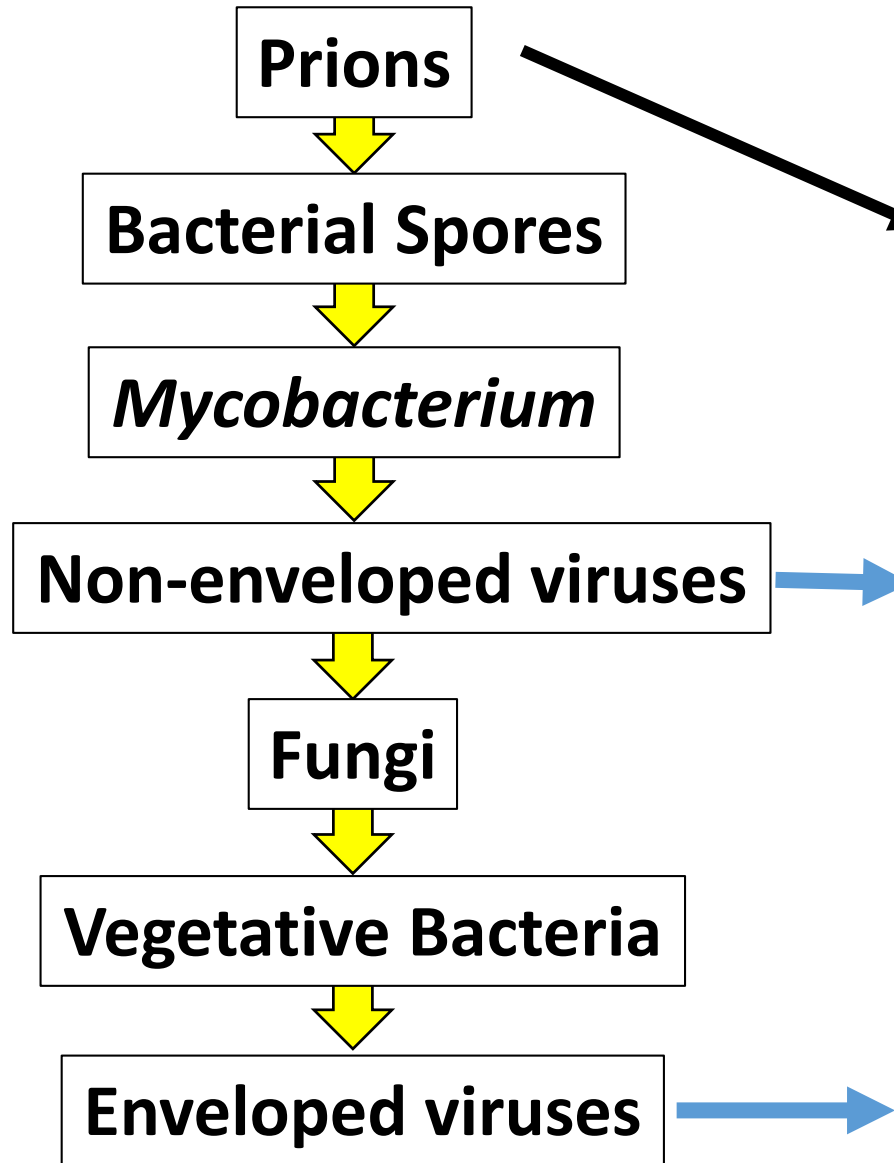 Prions
Bacterial Spores
Mycobacterium
Non-enveloped viruses
Fungi
Vegetative Bacteria
Enveloped viruses